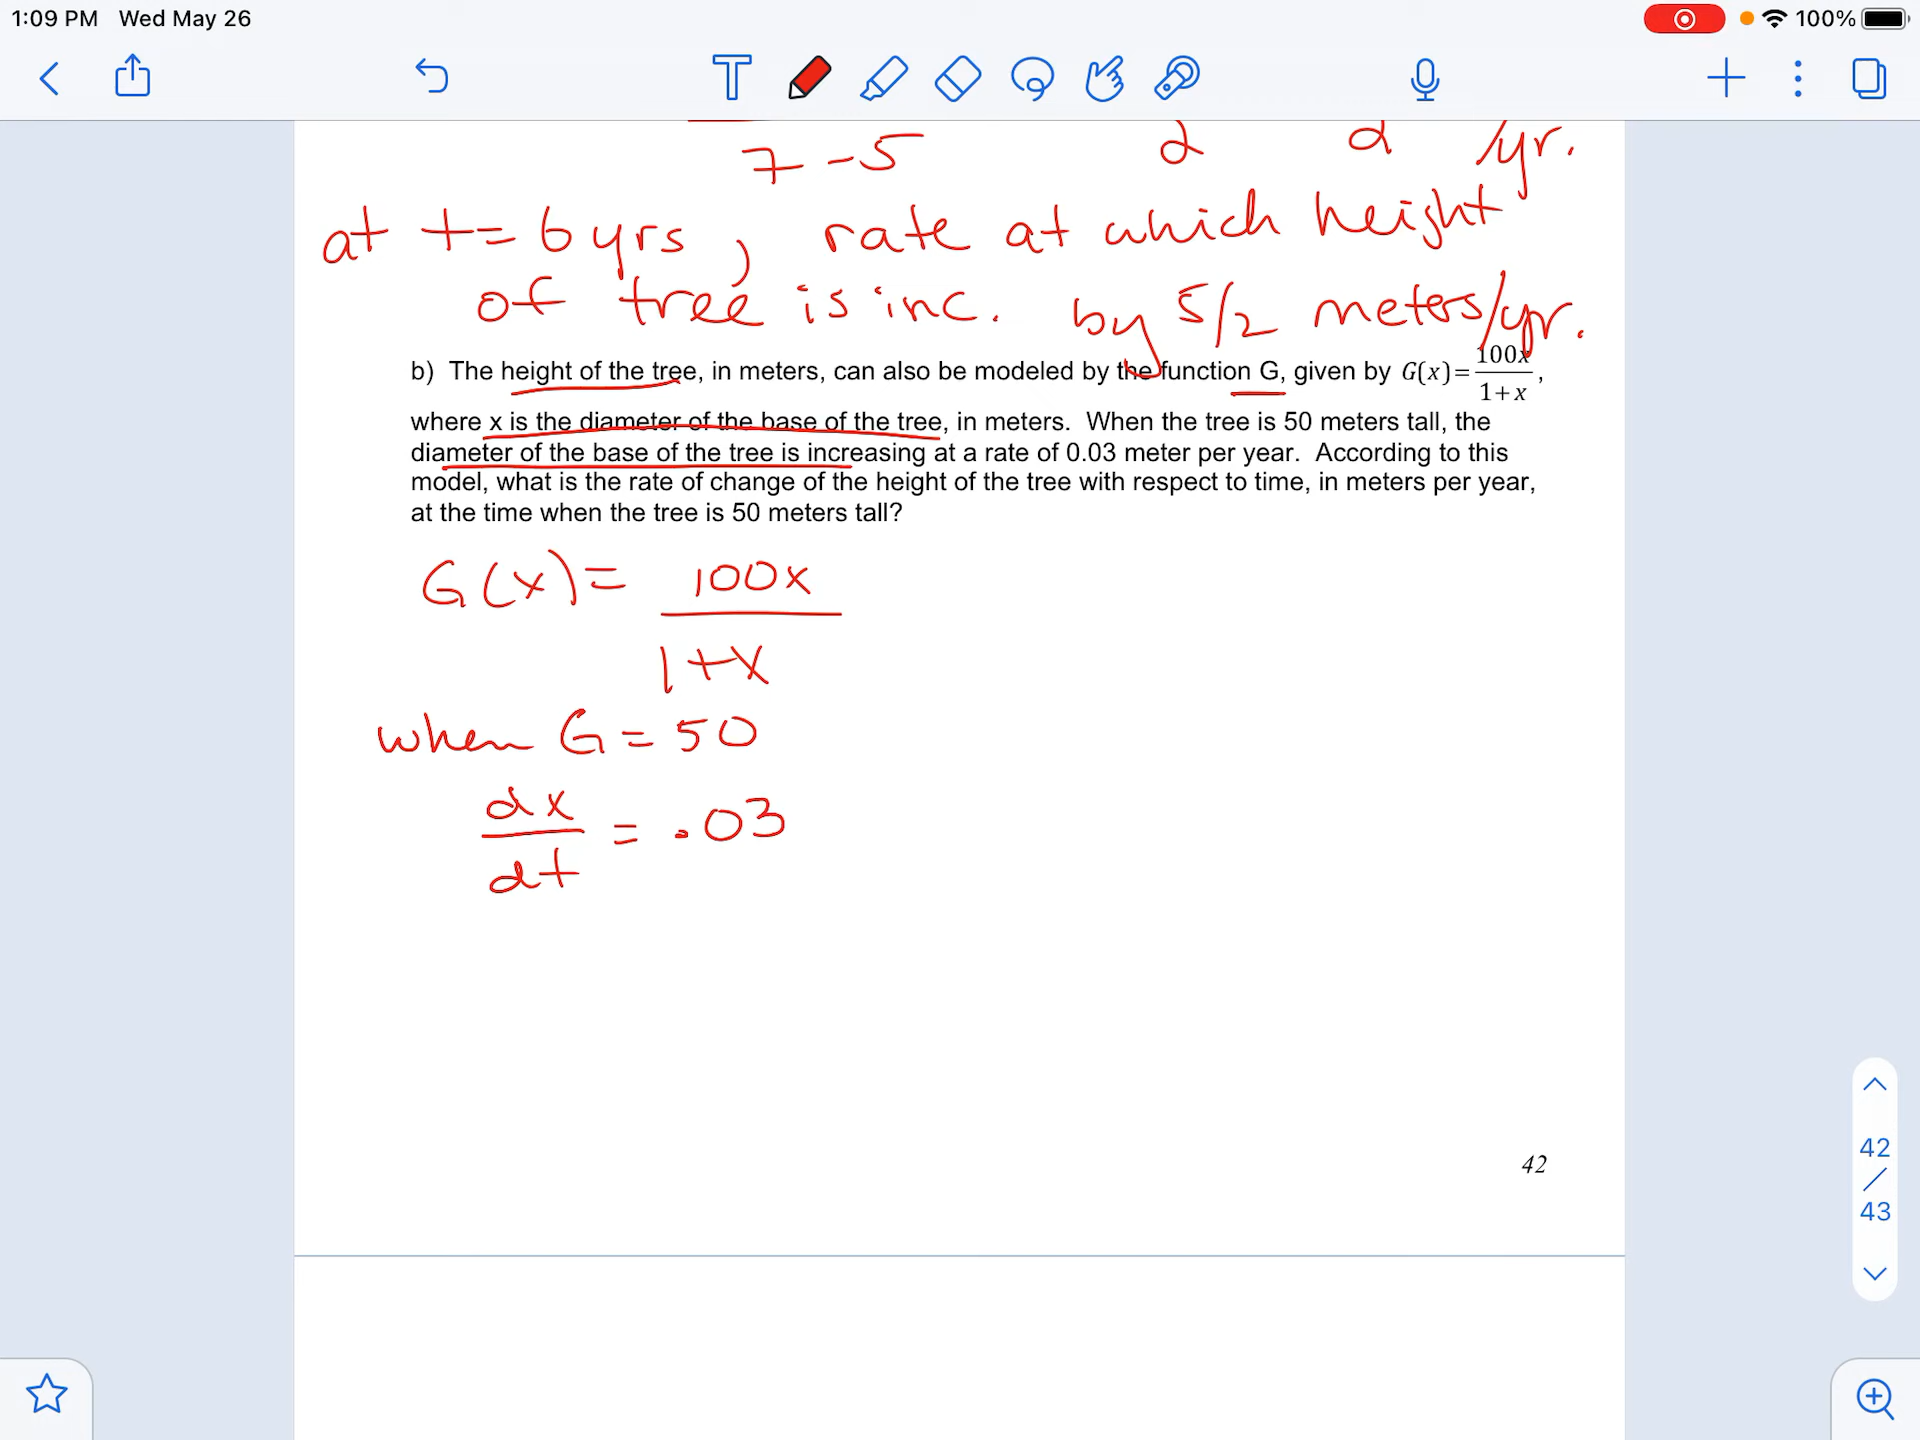 1:09 PM Wed May 26 100%
7 - 5 2 2 /yr.
at t = 6 yrs, rate at which height
of tree is inc. by 5/2 meters/yr.
b) The height of the tree, in meters, can also be modeled by the function G, given by G(x)= 100x / 1+x ,
where x is the diameter of the base of the tree, in meters. When the tree is 50 meters tall, the
diameter of the base of the tree is increasing at a rate of 0.03 meter per year. According to this
model, what is the rate of change of the height of the tree with respect to time, in meters per year,
at the time when the tree is 50 meters tall?
G(x) = 100x
1+x
when G = 50
dx
= .03
dt
42
42
/
43